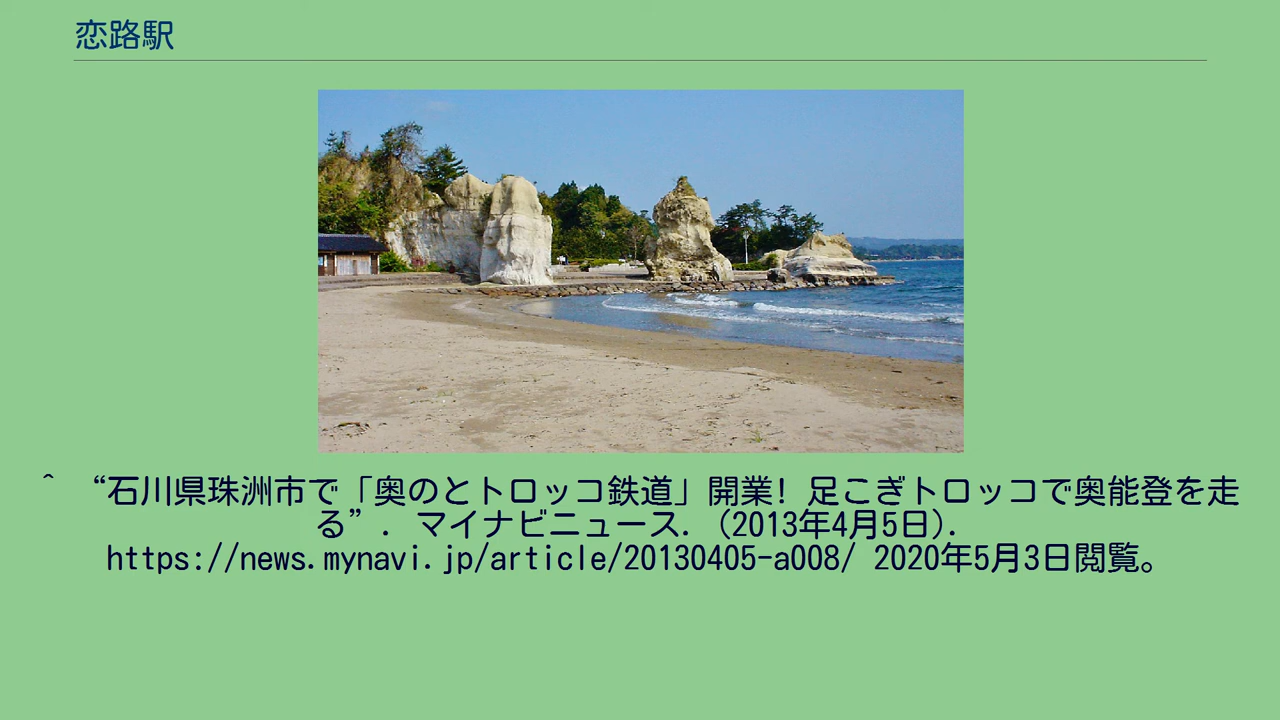 恋路駅
^ “石川県珠洲市で「奥のとトロッコ鉄道」開業! 足こぎトロッコで奥能登を走
る”. マイナビニュース. (2013年4月5日).
https://news.mynavi.jp/article/20130405-a008/ 2020年5月3日閲覧。